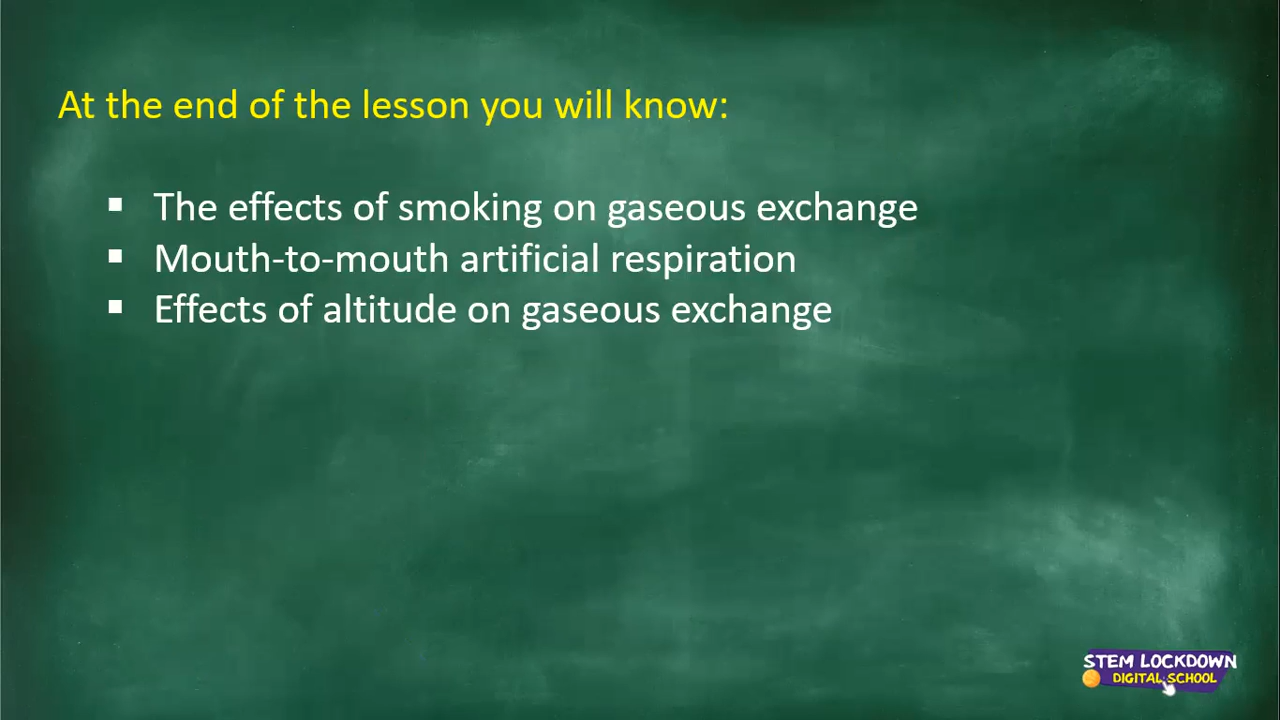 At the end of the lesson you will know:
▪ The effects of smoking on gaseous exchange
▪ Mouth-to-mouth artificial respiration
▪ Effects of altitude on gaseous exchange
STEM LOCKDOWN
DIGITAL SCHOOL